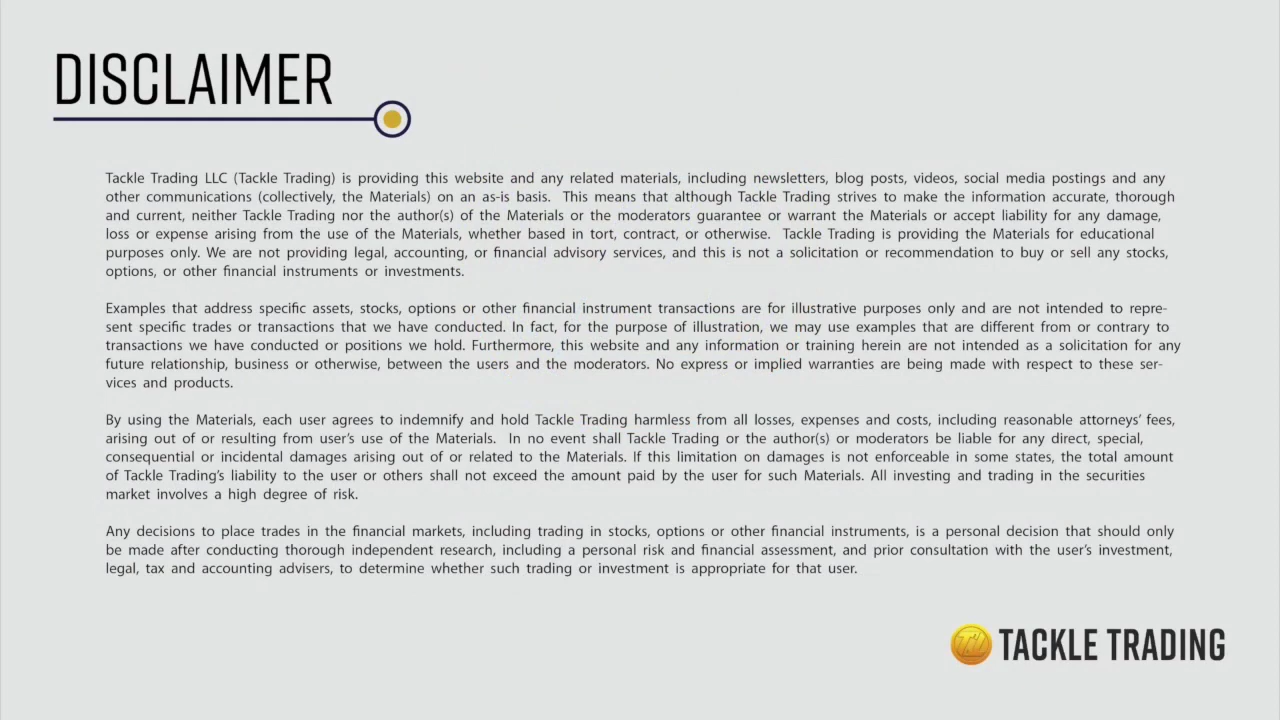 DISCLAIMER
Tackle Trading LLC (Tackle Trading) is providing this website and any related materials, including newsletters, blog posts, videos, social media postings and any
other communications (collectively, the Materials) on an as-is basis.  This means that although Tackle Trading strives to make the information accurate, thorough
and current, neither Tackle Trading nor the author(s) of the Materials or the moderators guarantee or warrant the Materials or accept liability for any damage,
loss or expense arising from the use of the Materials, whether based in tort, contract, or otherwise.  Tackle Trading is providing the Materials for educational
purposes only. We are not providing legal, accounting, or financial advisory services, and this is not a solicitation or recommendation to buy or sell any stocks,
options, or other financial instruments or investments.
Examples that address specific assets, stocks, options or other financial instrument transactions are for illustrative purposes only and are not intended to repre-
sent specific trades or transactions that we have conducted. In fact, for the purpose of illustration, we may use examples that are different from or contrary to
transactions we have conducted or positions we hold. Furthermore, this website and any information or training herein are not intended as a solicitation for any
future relationship, business or otherwise, between the users and the moderators. No express or implied warranties are being made with respect to these ser-
vices and products.
By using the Materials, each user agrees to indemnify and hold Tackle Trading harmless from all losses, expenses and costs, including reasonable attorneys' fees,
arising out of or resulting from user's use of the Materials.  In no event shall Tackle Trading or the author(s) or moderators be liable for any direct, special,
consequential or incidental damages arising out of or related to the Materials. If this limitation on damages is not enforceable in some states, the total amount
of Tackle Trading's liability to the user or others shall not exceed the amount paid by the user for such Materials. All investing and trading in the securities
market involves a high degree of risk.
Any decisions to place trades in the financial markets, including trading in stocks, options or other financial instruments, is a personal decision that should only
be made after conducting thorough independent research, including a personal risk and financial assessment, and prior consultation with the user's investment,
legal, tax and accounting advisers, to determine whether such trading or investment is appropriate for that user.
TACKLE TRADING